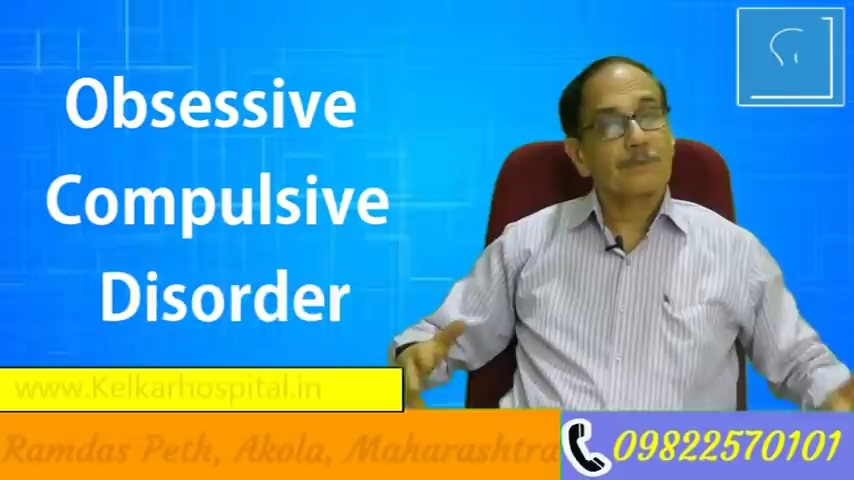 Obsessive
Compulsive
Disorder
www.Kelkarhospital.in
Ramdas Peth, Akola, Maharashtra
09822570101